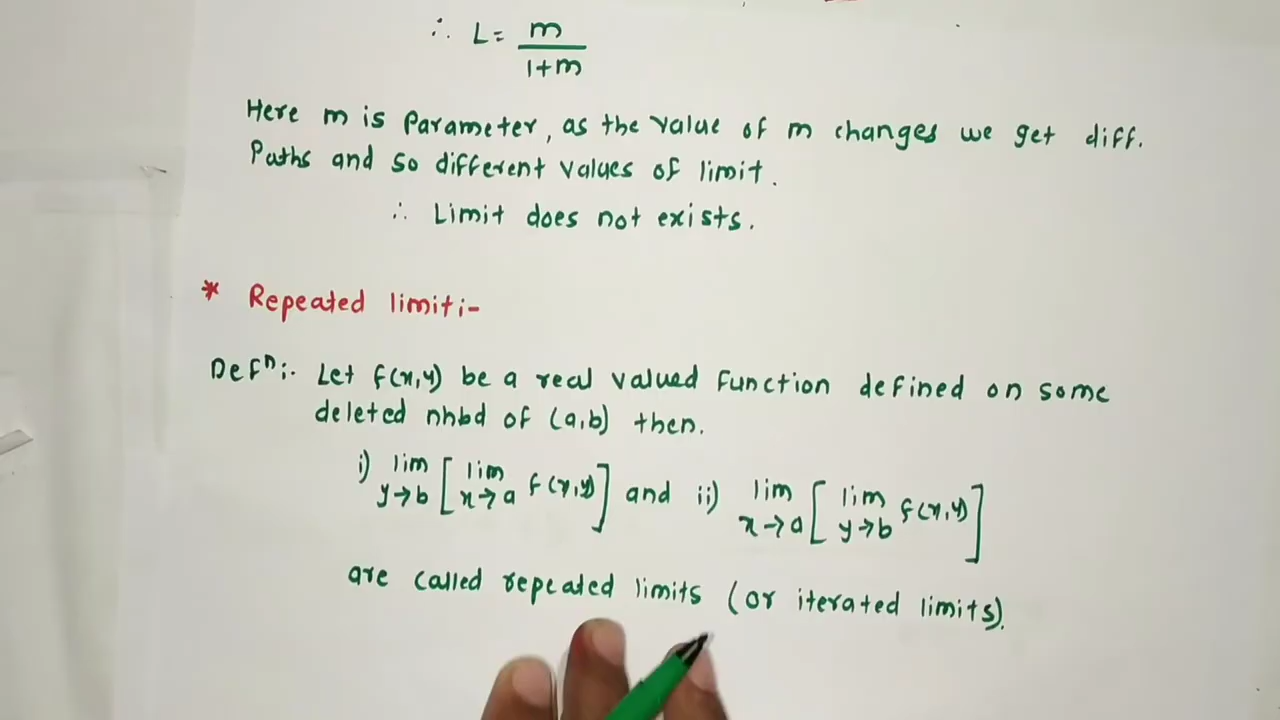 ∴ L = m / 1+m
Here m is Parameter, as the value of m changes we get diff.
Paths and so different values of limit.
∴ Limit does not exists.
* Repeated limit:-
Defⁿ:- Let f(x,y) be a real valued function defined on some
deleted nhbd of (a,b) then.
i) lim y→b [ lim x→a f(x,y) ] and ii) lim x→a [ lim y→b f(x,y) ]
are called repeated limits (or iterated limits).